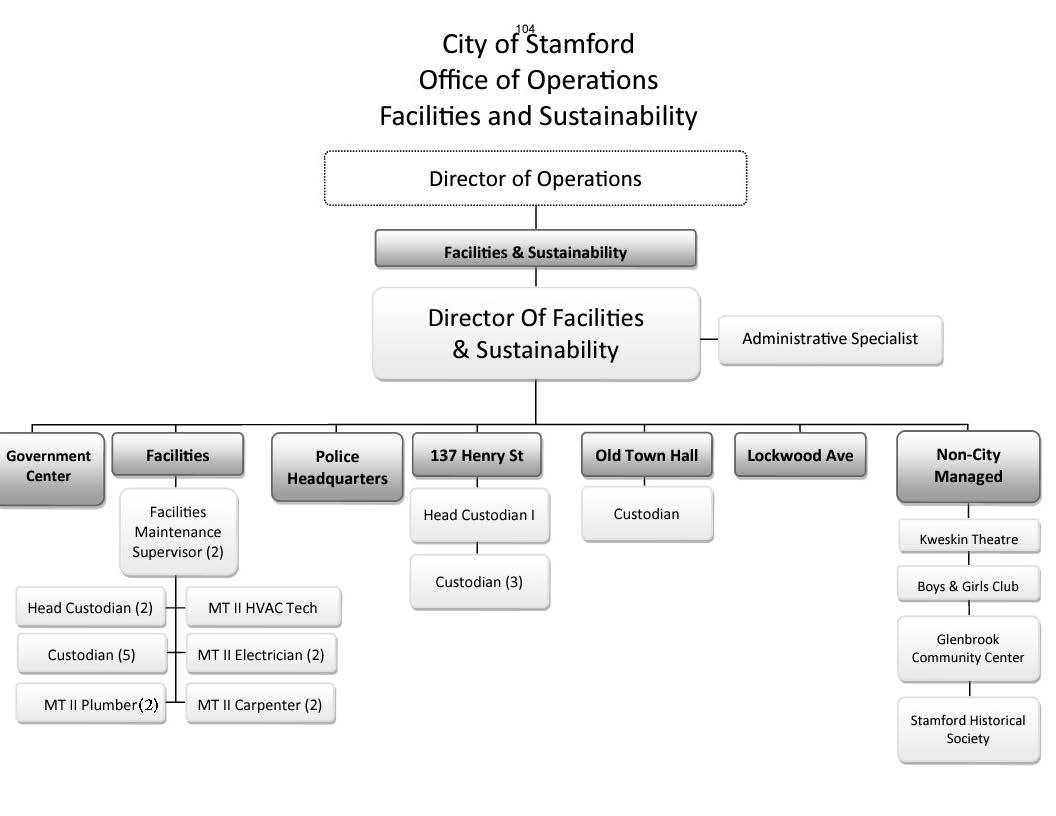 104
City of Stamford
Office of Operations
Facilities and Sustainability
Director of Operations
Facilities & Sustainability
Director Of Facilities
& Sustainability
Administrative Specialist
Government
Center
Facilities
Police
Headquarters
137 Henry St
Old Town Hall
Lockwood Ave
Non-City
Managed
Facilities
Maintenance
Supervisor (2)
Head Custodian (2)
MT II HVAC Tech
Custodian (5)
MT II Electrician (2)
MT II Plumber(2)
MT II Carpenter (2)
Head Custodian I
Custodian (3)
Custodian
Kweskin Theatre
Boys & Girls Club
Glenbrook
Community Center
Stamford Historical
Society